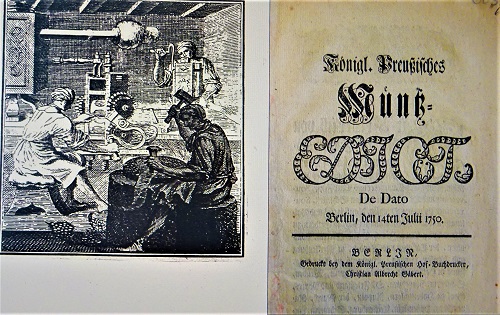 Königl. Preußisches
Müntz-
EDICT,
De Dato
Berlin, den 14ten Julii 1750.
BERLIN,
Gedruckt bey dem Königl. Preußischen Hof-Buchdrucker,
Christian Albrecht Gäbert.